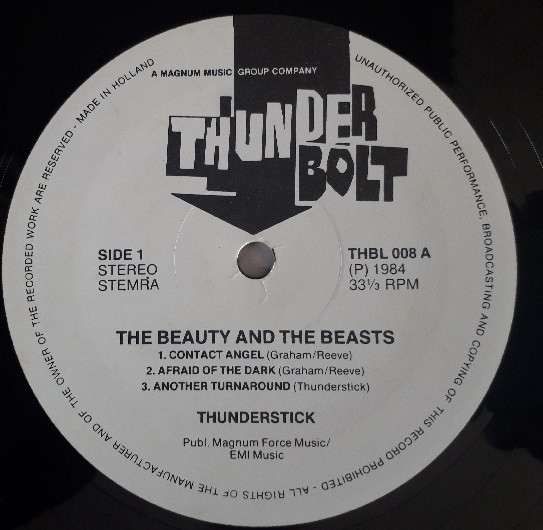 UNAUTHORIZED PUBLIC PERFORMANCE, BROADCASTING AND COPYING OF THIS RECORD PROHIBITED - ALL RIGHTS OF THE MANUFACTURER AND OF THE OWNER OF THE RECORDED WORK ARE RESERVED - MADE IN HOLLAND
A MAGNUM MUSIC GROUP COMPANY
THUNDER
BOLT
SIDE 1
STEREO
STEMRA
THBL 008 A
(P) 1984
33⅓ RPM
THE BEAUTY AND THE BEASTS
1. CONTACT ANGEL (Graham/Reeve)
2. AFRAID OF THE DARK (Graham/Reeve)
3. ANOTHER TURNAROUND (Thunderstick)
THUNDERSTICK
Publ. Magnum Force Music/
EMI Music